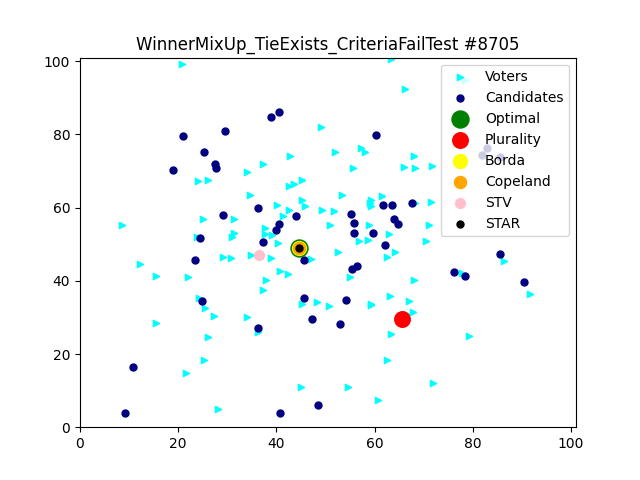 WinnerMixUp_TieExists_CriteriaFailTest #8705
100
80
60
40
20
0
0
20
40
60
80
100
Voters
Candidates
Optimal
Plurality
Borda
Copeland
STV
STAR